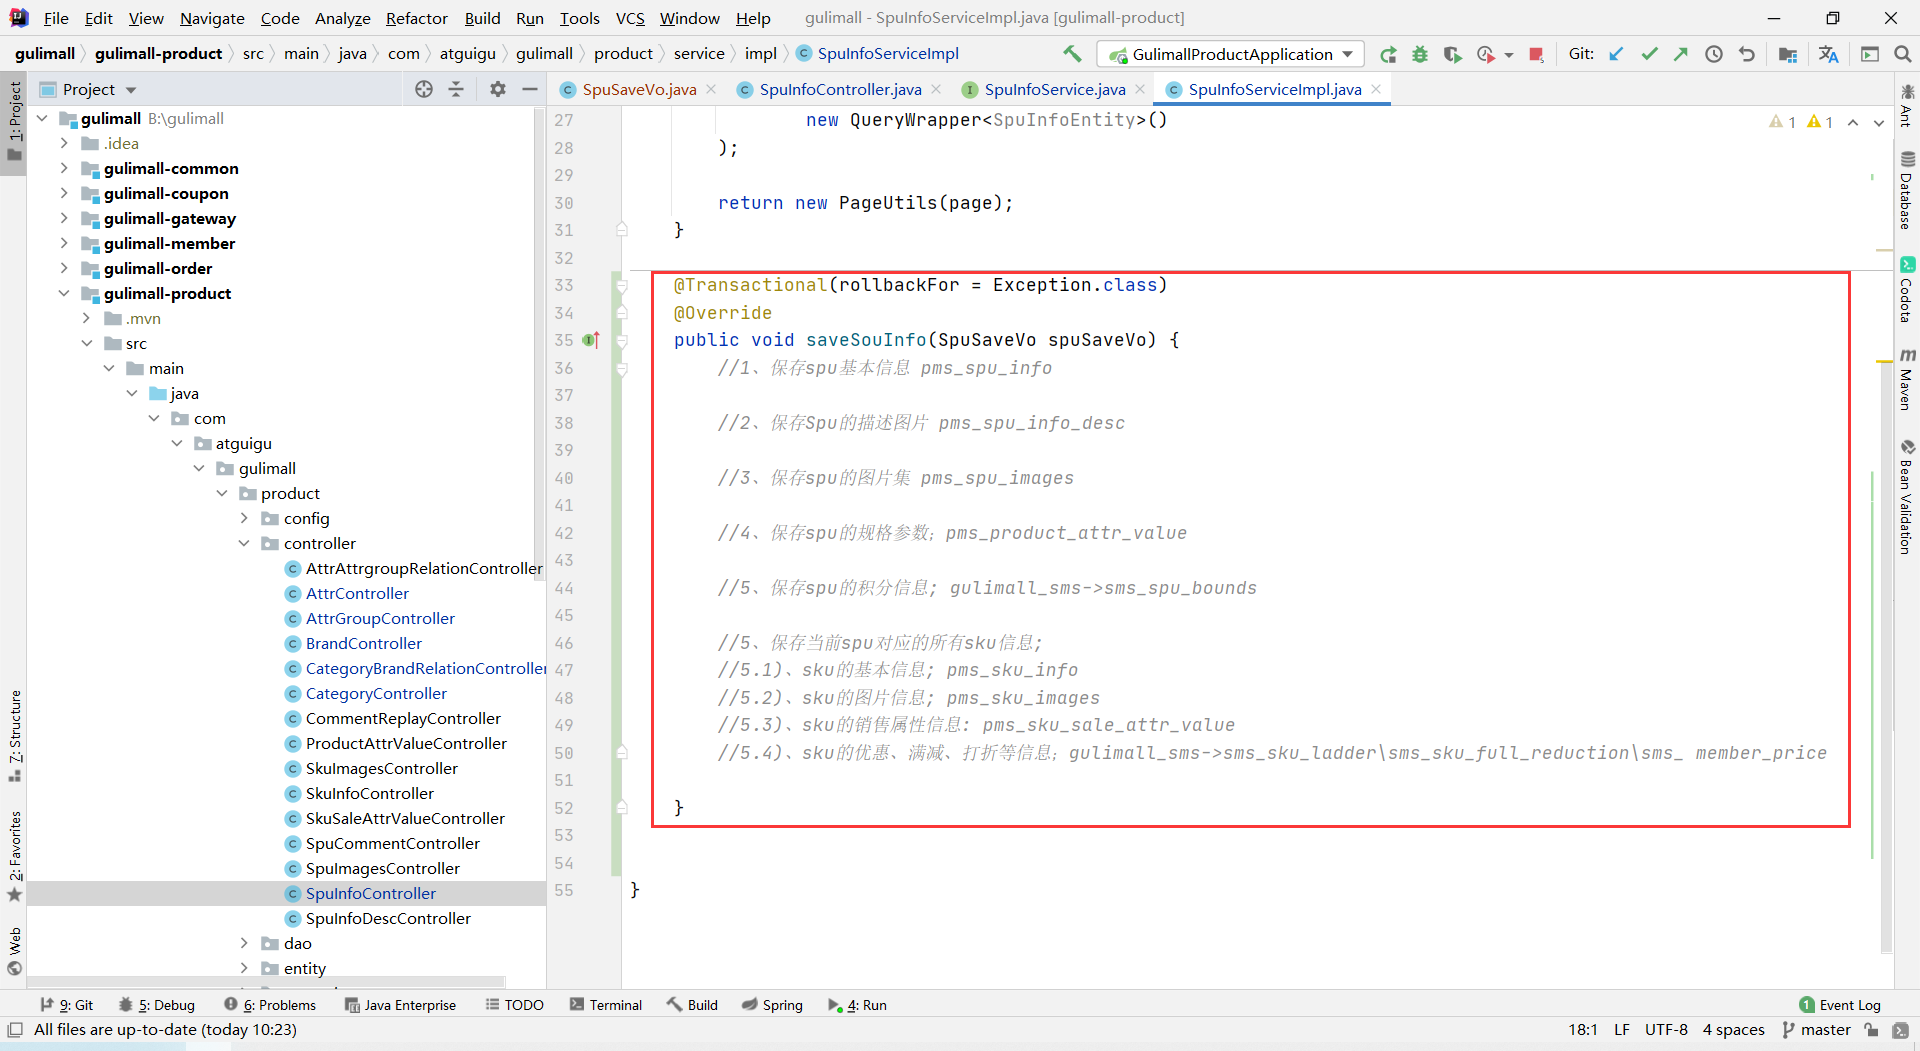 File Edit View Navigate Code Analyze Refactor Build Run Tools VCS Window Help gulimall - SpuInfoServiceImpl.java [gulimall-product]
gulimall gulimall-product src main java com atguigu gulimall product service impl SpuInfoServiceImpl GulimallProductApplication Git:
Project SpuSaveVo.java SpuInfoController.java SpuInfoService.java SpuInfoServiceImpl.java
1: Project
7: Structure
2: Favorites
Web
gulimall B:\gulimall
.idea
gulimall-common
gulimall-coupon
gulimall-gateway
gulimall-member
gulimall-order
gulimall-product
.mvn
src
main
java
com
atguigu
gulimall
product
config
controller
AttrAttrgroupRelationController
AttrController
AttrGroupController
BrandController
CategoryBrandRelationController
CategoryController
CommentReplayController
ProductAttrValueController
SkuImagesController
SkuInfoController
SkuSaleAttrValueController
SpuCommentController
SpuImagesController
SpuInfoController
SpuInfoDescController
dao
entity
1 1
27 new QueryWrapper<SpuInfoEntity>()
28 );
29
30 return new PageUtils(page);
31 }
32
33 @Transactional(rollbackFor = Exception.class)
34 @Override
35 public void saveSouInfo(SpuSaveVo spuSaveVo) {
36 //1、保存spu基本信息 pms_spu_info
37
38 //2、保存Spu的描述图片 pms_spu_info_desc
39
40 //3、保存spu的图片集 pms_spu_images
41
42 //4、保存spu的规格参数；pms_product_attr_value
43
44 //5、保存spu的积分信息；gulimall_sms->sms_spu_bounds
45
46 //5、保存当前spu对应的所有sku信息；
47 //5.1)、sku的基本信息；pms_sku_info
48 //5.2)、sku的图片信息；pms_sku_images
49 //5.3)、sku的销售属性信息：pms_sku_sale_attr_value
50 //5.4)、sku的优惠、满减、打折等信息；gulimall_sms->sms_sku_ladder\sms_sku_full_reduction\sms_ member_price
51
52 }
53
54
55 }
Ant
Database
Codota
Maven
Bean Validation
9: Git 5: Debug 6: Problems Java Enterprise TODO Terminal Build Spring 4: Run 1 Event Log
All files are up-to-date (today 10:23) 18:1 LF UTF-8 4 spaces master